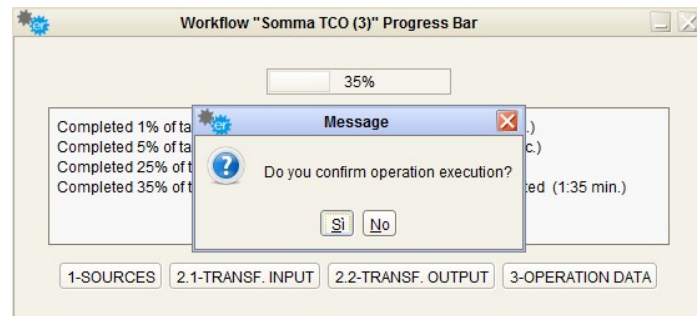 Workflow "Somma TCO (3)" Progress Bar
35%
Completed 1% of ta .)
Completed 5% of ta c.)
Completed 25% of t
Completed 35% of t ted (1:35 min.)
er
Message
Do you confirm operation execution?
Sì No
1-SOURCES 2.1-TRANSF. INPUT 2.2-TRANSF. OUTPUT 3-OPERATION DATA